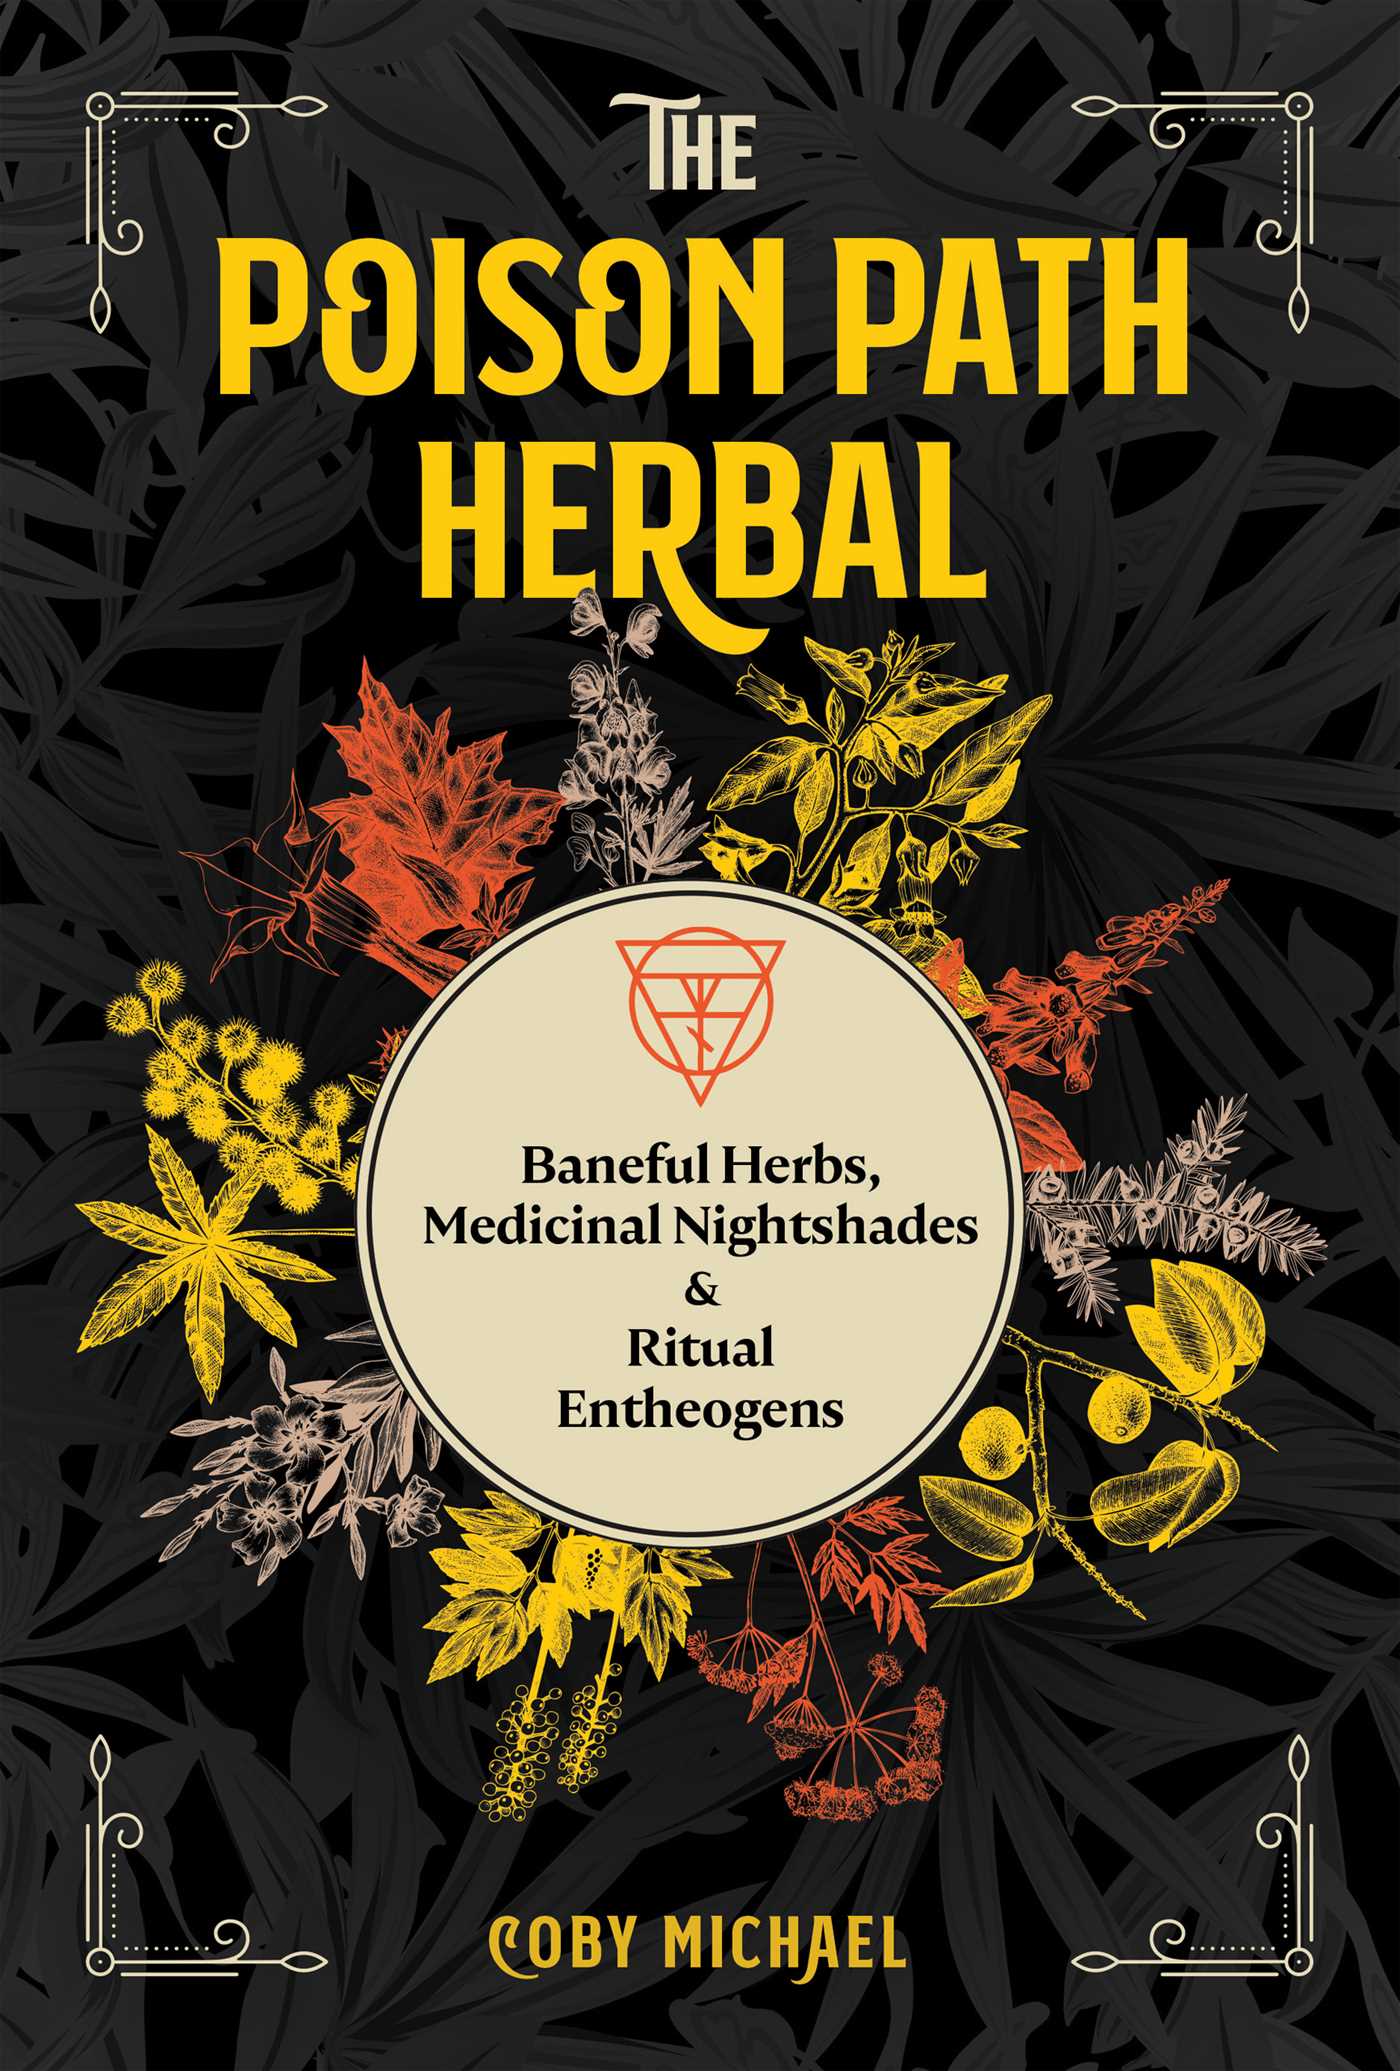 THE
POISON PATH
HERBAL
Baneful Herbs,
Medicinal Nightshades
&
Ritual
Entheogens
COBY MICHAEL